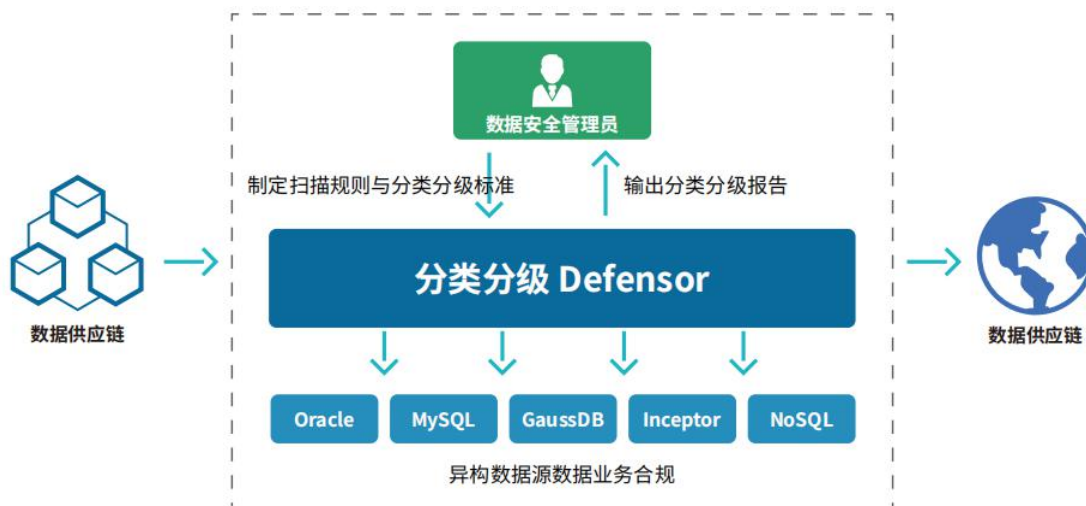 数据安全管理员
制定扫描规则与分类分级标准
输出分类分级报告
数据供应链
分类分级 Defensor
数据供应链
Oracle
MySQL
GaussDB
Inceptor
NoSQL
异构数据源数据业务合规